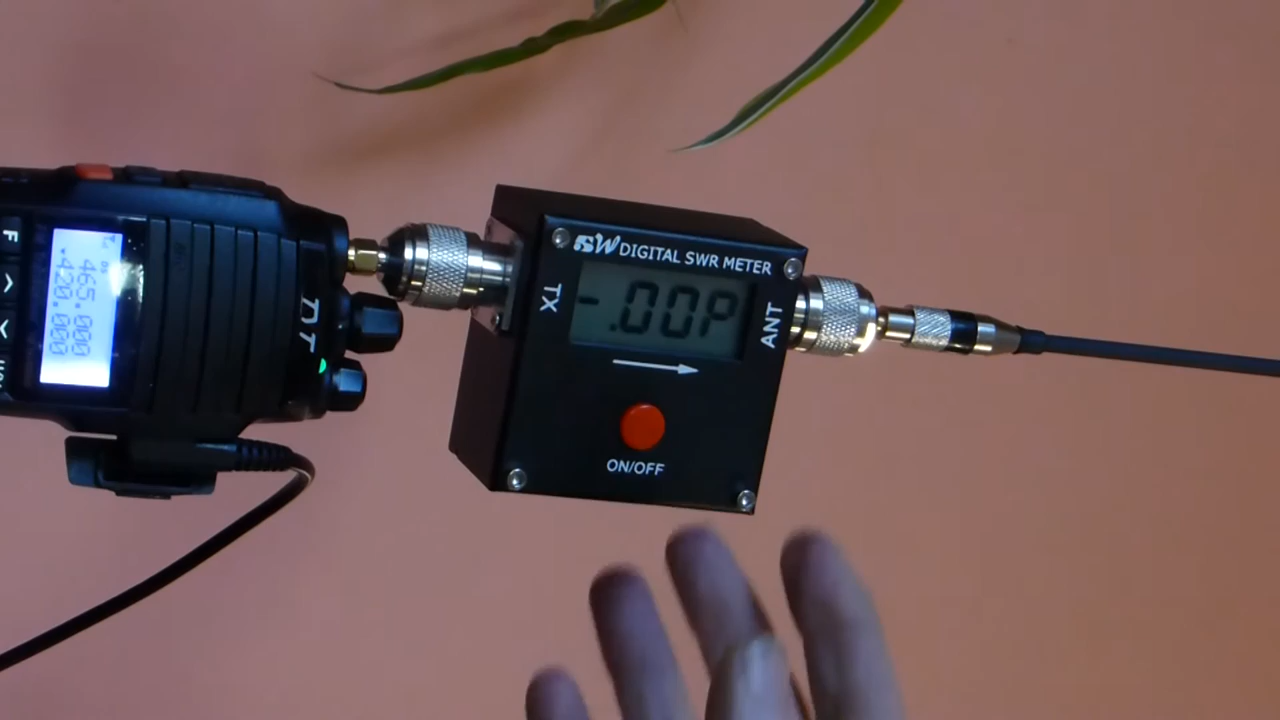 F
465.000
420.000
SW DIGITAL SWR METER
TX
-.00P
ANT
ON/OFF